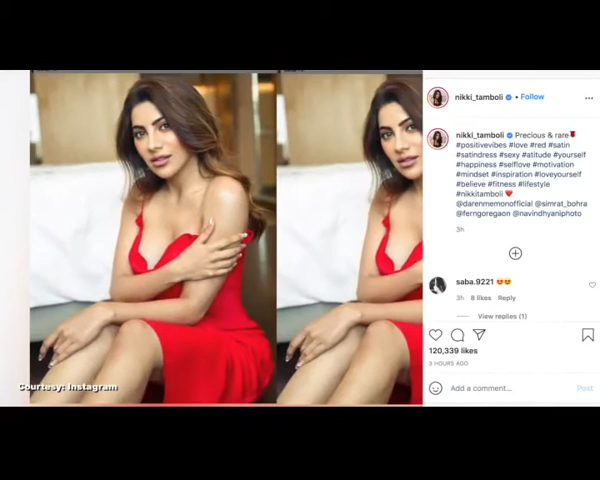 nikki_tamboli • Follow
nikki_tamboli Precious & rare🌹
#positivevibes #love #red #satin
#satindress #sexy #atitude #yourself
#happiness #selflove #motivation
#mindset #inspiration #loveyourself
#believe #fitness #lifestyle
#nikkitamboli ❤️
@darenmemonofficial @simrat_bohra
@ferngoregaon @navindhyaniphoto
3h
saba.9221 😍😍
3h 8 likes Reply
View replies (1)
120,339 likes
3 HOURS AGO
Add a comment... Post
Courtesy: Instagram